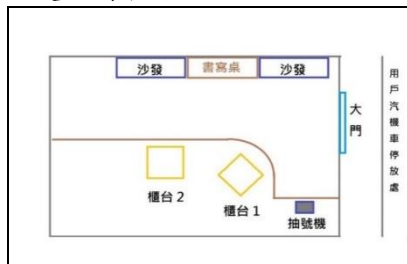 沙發
書寫桌
沙發
大門
用戶汽機車停放處
櫃台 2
櫃台 1
抽號機